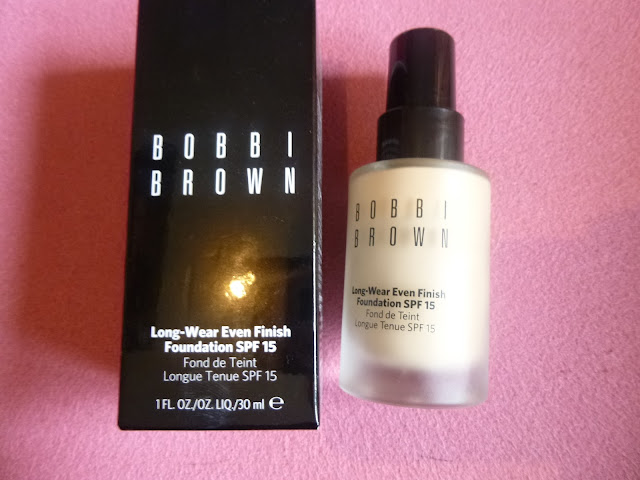 BOBBI
BROWN
Long-Wear Even Finish
Foundation SPF 15
Fond de Teint
Longue Tenue SPF 15
1 FL. OZ./OZ. LIQ./30 ml ℮
BOBBI
BROWN
Long-Wear Even Finish
Foundation SPF 15
Fond de Teint
Longue Tenue SPF 15